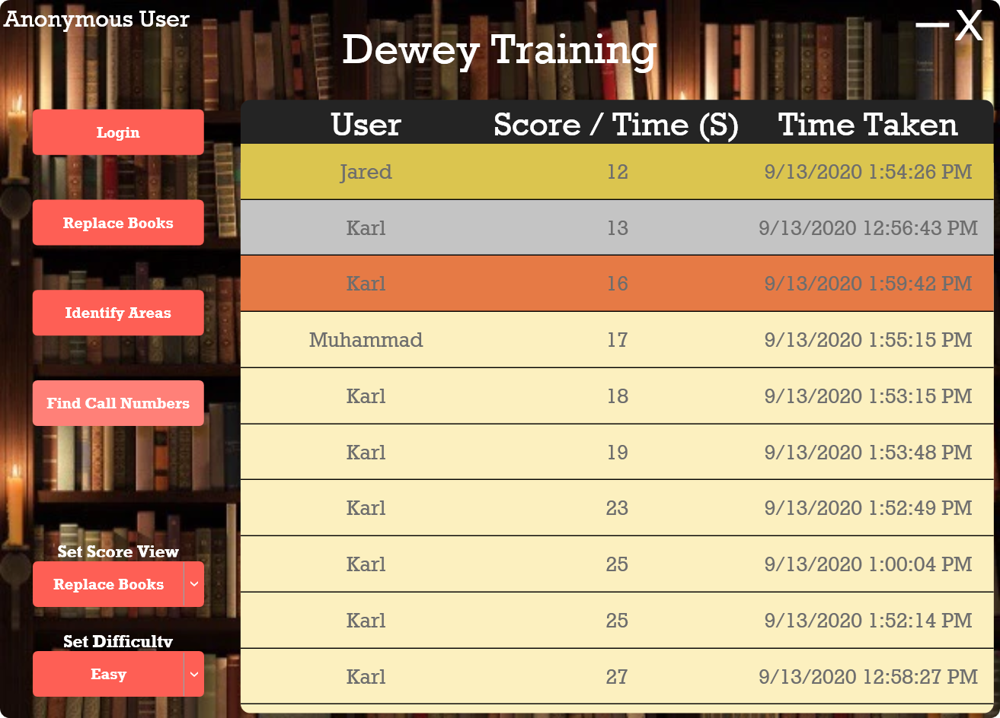 Anonymous User
— X
Dewey Training
Login
Replace Books
Identify Areas
Find Call Numbers
Set Score View
Replace Books
Set Difficulty
Easy
User Score / Time (S) Time Taken
Jared 12 9/13/2020 1:54:26 PM
Karl 13 9/13/2020 12:56:43 PM
Karl 16 9/13/2020 1:59:42 PM
Muhammad 17 9/13/2020 1:55:15 PM
Karl 18 9/13/2020 1:53:15 PM
Karl 19 9/13/2020 1:53:48 PM
Karl 23 9/13/2020 1:52:49 PM
Karl 25 9/13/2020 1:00:04 PM
Karl 25 9/13/2020 1:52:14 PM
Karl 27 9/13/2020 12:58:27 PM